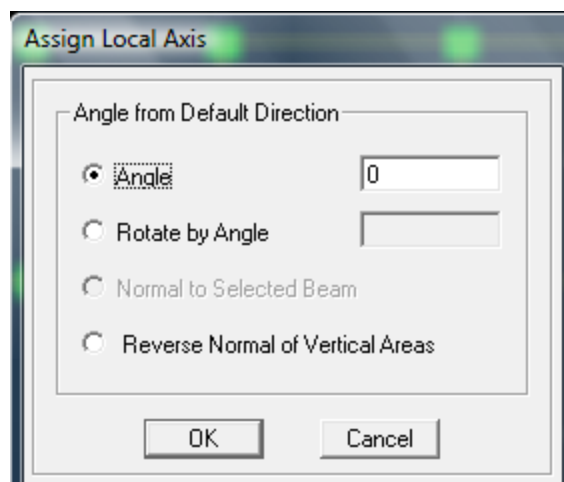 Assign Local Axis
Angle from Default Direction
Angle 0
Rotate by Angle
Normal to Selected Beam
Reverse Normal of Vertical Areas
OK Cancel